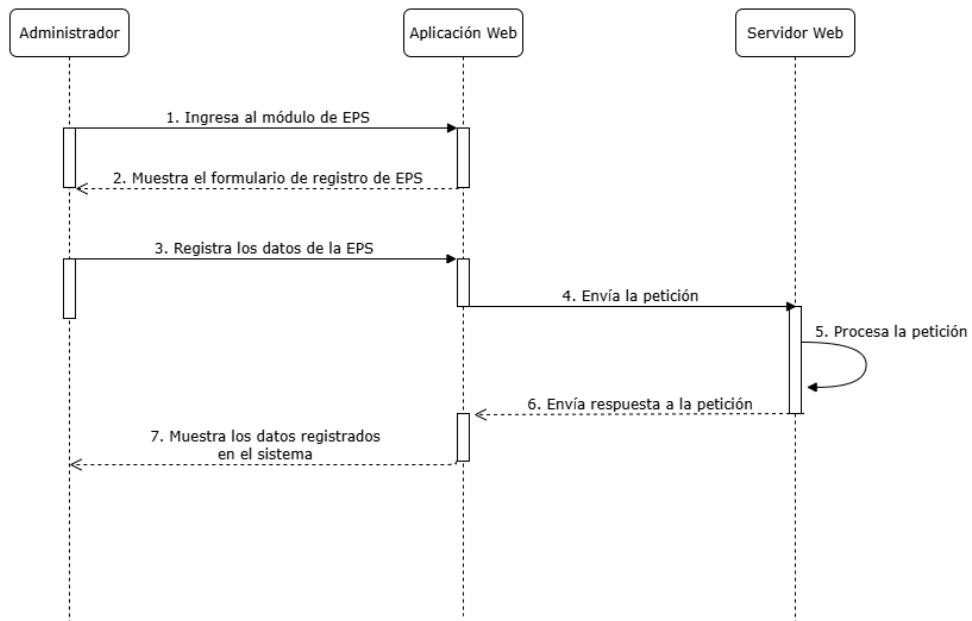 Administrador
Aplicación Web
Servidor Web
1. Ingresa al módulo de EPS
2. Muestra el formulario de registro de EPS
3. Registra los datos de la EPS
4. Envía la petición
5. Procesa la petición
6. Envía respuesta a la petición
7. Muestra los datos registrados
en el sistema